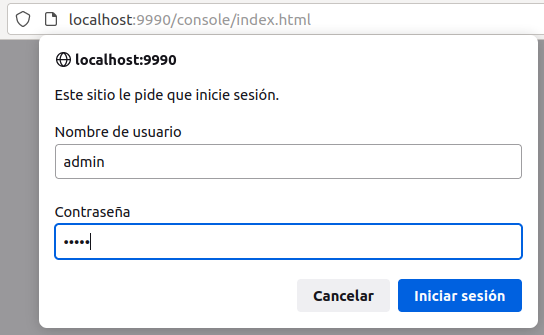 localhost:9990/console/index.html
localhost:9990
Este sitio le pide que inicie sesión.
Nombre de usuario
admin
Contraseña
•••••
Cancelar
Iniciar sesión